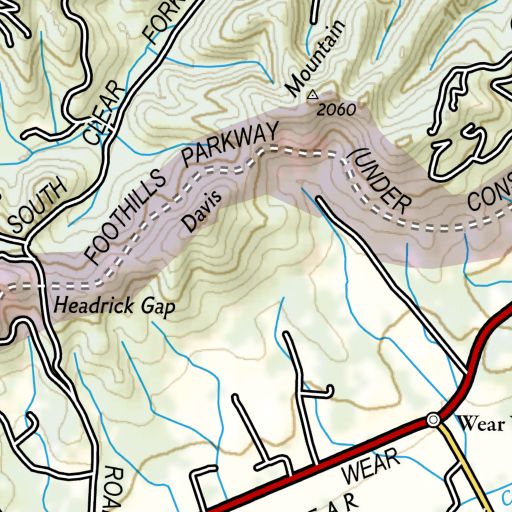 Mountain
2060
FORK
CLEAR
SOUTH
FOOTHILLS PARKWAY
(UNDER
CONS
Davis
Headrick Gap
Wear
WEAR
EAR
ROA